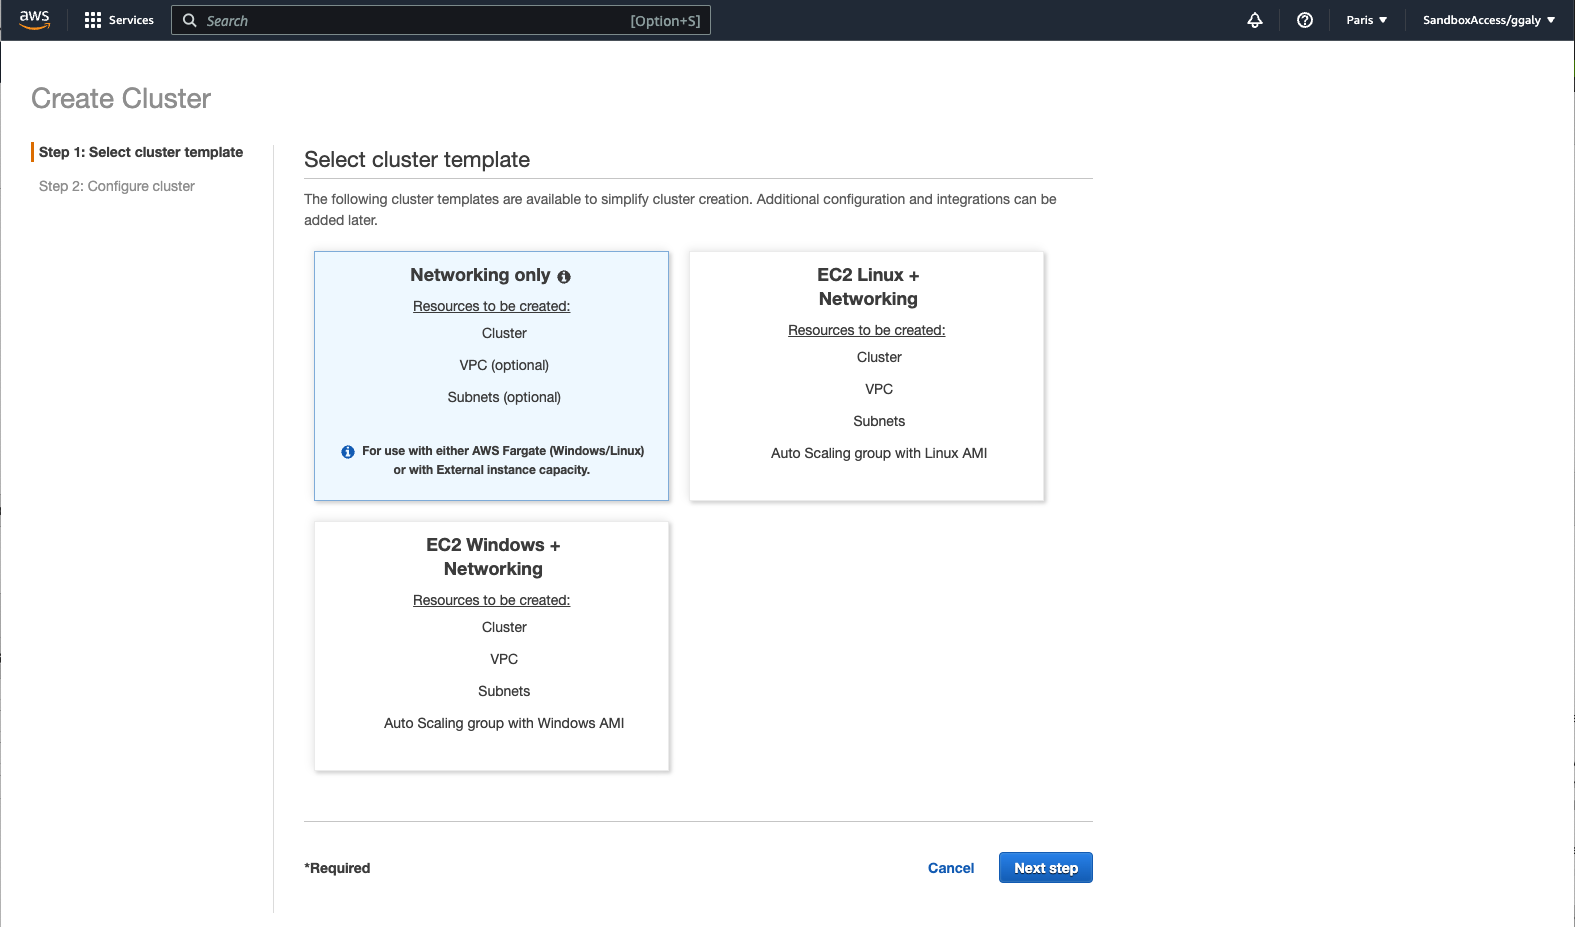 aws
Services
Search [Option+S]
Paris
SandboxAccess/ggaly
Create Cluster
Step 1: Select cluster template
Step 2: Configure cluster
Select cluster template
The following cluster templates are available to simplify cluster creation. Additional configuration and integrations can be
added later.
Networking only
Resources to be created:
Cluster
VPC (optional)
Subnets (optional)
For use with either AWS Fargate (Windows/Linux)
or with External instance capacity.
EC2 Linux +
Networking
Resources to be created:
Cluster
VPC
Subnets
Auto Scaling group with Linux AMI
EC2 Windows +
Networking
Resources to be created:
Cluster
VPC
Subnets
Auto Scaling group with Windows AMI
*Required
Cancel
Next step